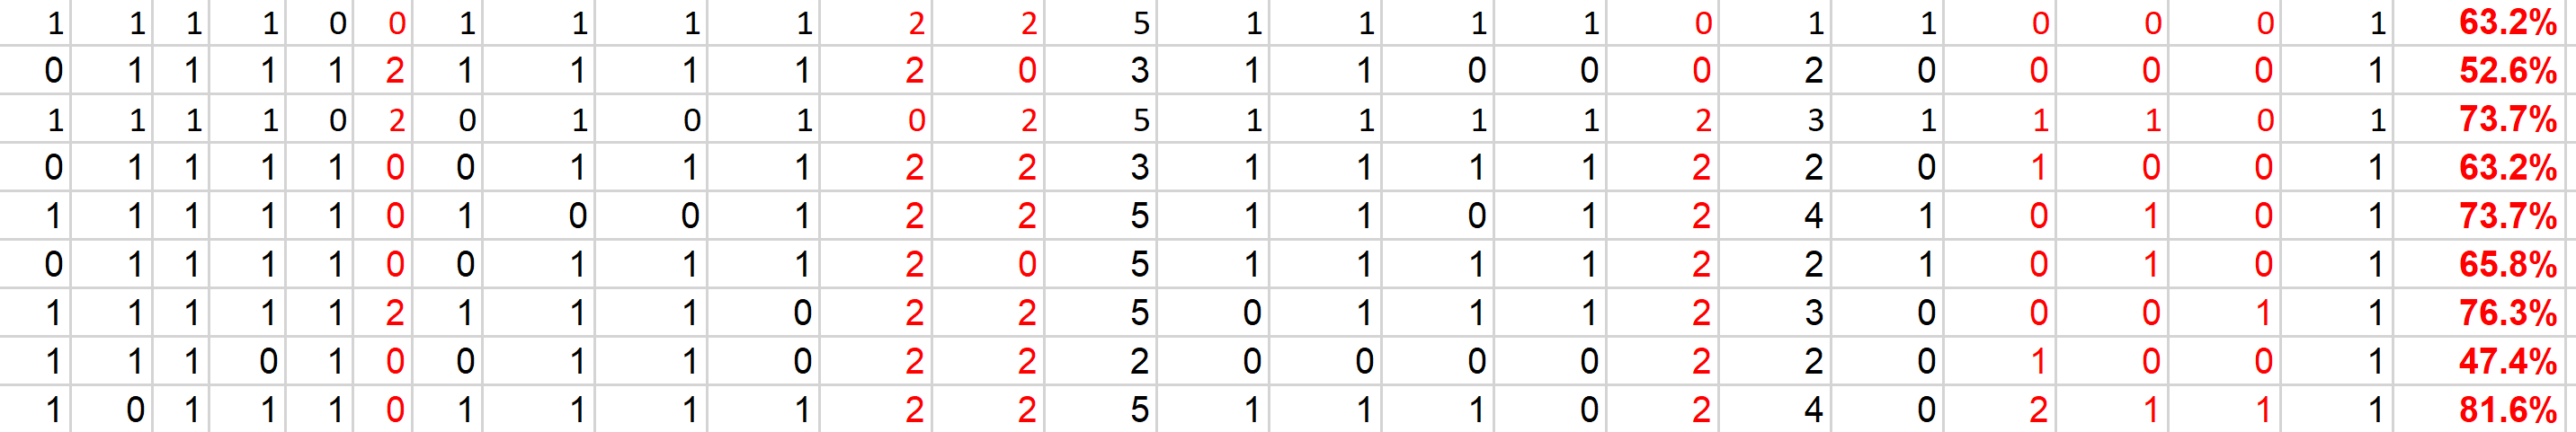 1 1 1 1 0 0 1 1 1 1 2 2 5 1 1 1 1 0 1 1 0 0 0 1 63.2%
0 1 1 1 1 2 1 1 1 1 2 0 3 1 1 0 0 0 2 0 0 0 0 1 52.6%
1 1 1 1 0 2 0 1 0 1 0 2 5 1 1 1 1 2 3 1 1 1 0 1 73.7%
0 1 1 1 1 0 0 1 1 1 2 2 3 1 1 1 1 2 2 0 1 0 0 1 63.2%
1 1 1 1 1 0 1 0 0 1 2 2 5 1 1 0 1 2 4 1 0 1 0 1 73.7%
0 1 1 1 1 0 0 1 1 1 2 0 5 1 1 1 1 2 2 1 0 1 0 1 65.8%
1 1 1 1 1 2 1 1 1 0 2 2 5 0 1 1 1 2 3 0 0 0 1 1 76.3%
1 1 1 0 1 0 0 1 1 0 2 2 2 0 0 0 0 2 2 0 1 0 0 1 47.4%
1 0 1 1 1 0 1 1 1 1 2 2 5 1 1 1 0 2 4 0 2 1 1 1 81.6%